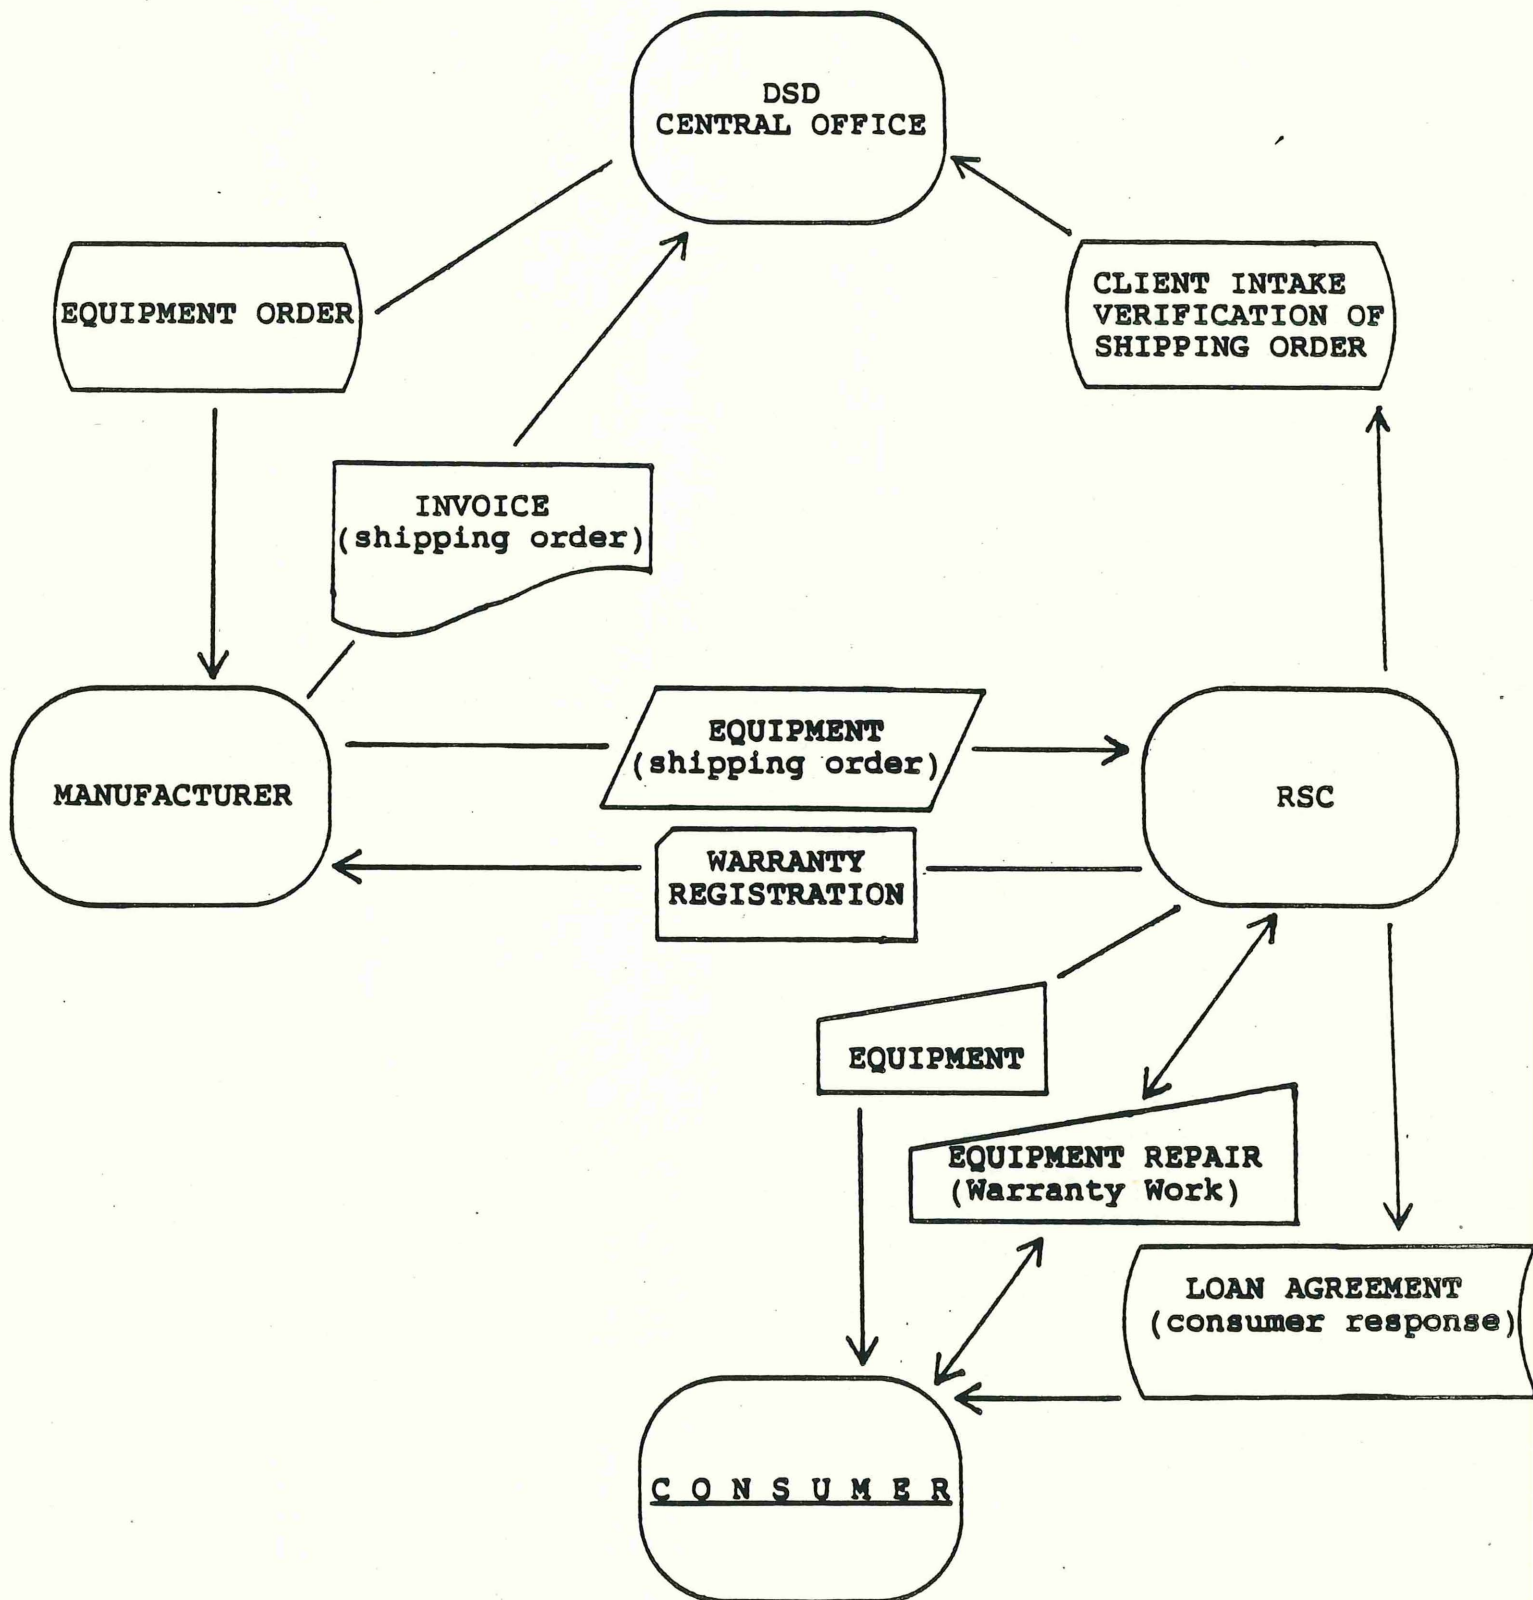 DSD
CENTRAL OFFICE
EQUIPMENT ORDER
CLIENT INTAKE
VERIFICATION OF
SHIPPING ORDER
INVOICE
(shipping order)
MANUFACTURER
EQUIPMENT
(shipping order)
RSC
WARRANTY
REGISTRATION
EQUIPMENT
EQUIPMENT REPAIR
(Warranty Work)
LOAN AGREEMENT
(consumer response)
C O N S U M E R